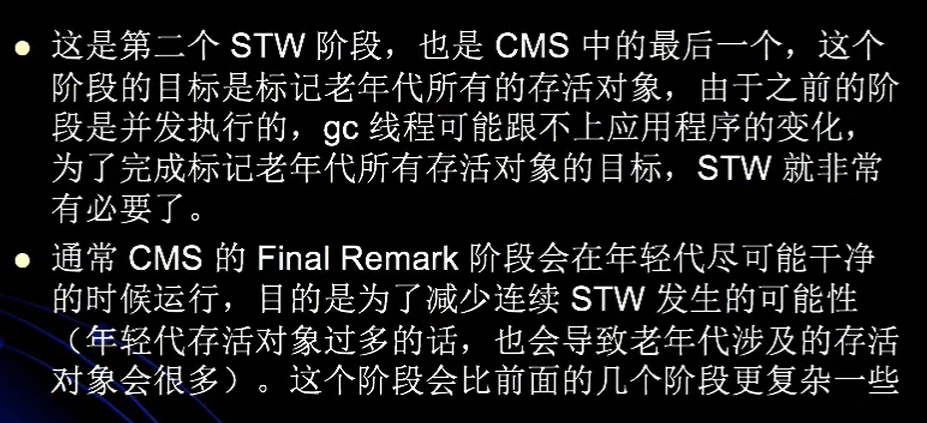 这是第二个 STW 阶段，也是 CMS 中的最后一个，这个
阶段的目标是标记老年代所有的存活对象，由于之前的阶
段是并发执行的，gc 线程可能跟不上应用程序的变化，
为了完成标记老年代所有存活对象的目标，STW 就非常
有必要了。
通常 CMS 的 Final Remark 阶段会在年轻代尽可能干净
的时候运行，目的是为了减少连续 STW 发生的可能性
（年轻代存活对象过多的话，也会导致老年代涉及的存活
对象会很多）。这个阶段会比前面的几个阶段更复杂一些